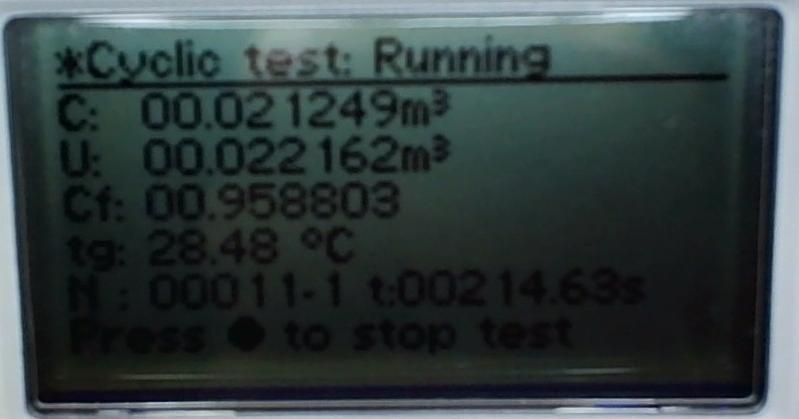 *Cyclic test: Running
C: 00.021249m³
U: 00.022162m³
Cf: 00.958803
tg: 28.48 °C
N : 00011-1 t:00214.63s
Press ● to stop test